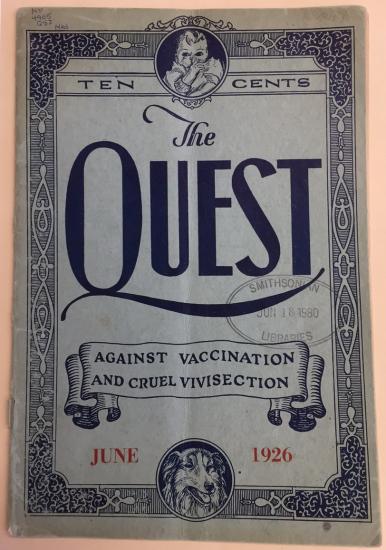 TEN CENTS
The
QUEST
SMITHSONIAN
JUN 18 1980
LIBRARIES
AGAINST VACCINATION
AND CRUEL VIVISECTION
JUNE 1926